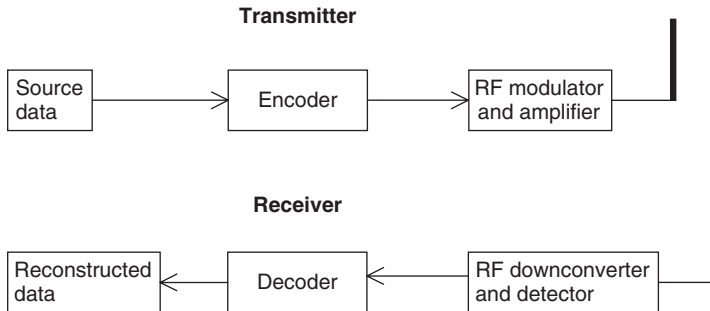 Transmitter
Source
data
Encoder
RF modulator
and amplifier
Receiver
Reconstructed
data
Decoder
RF downconverter
and detector